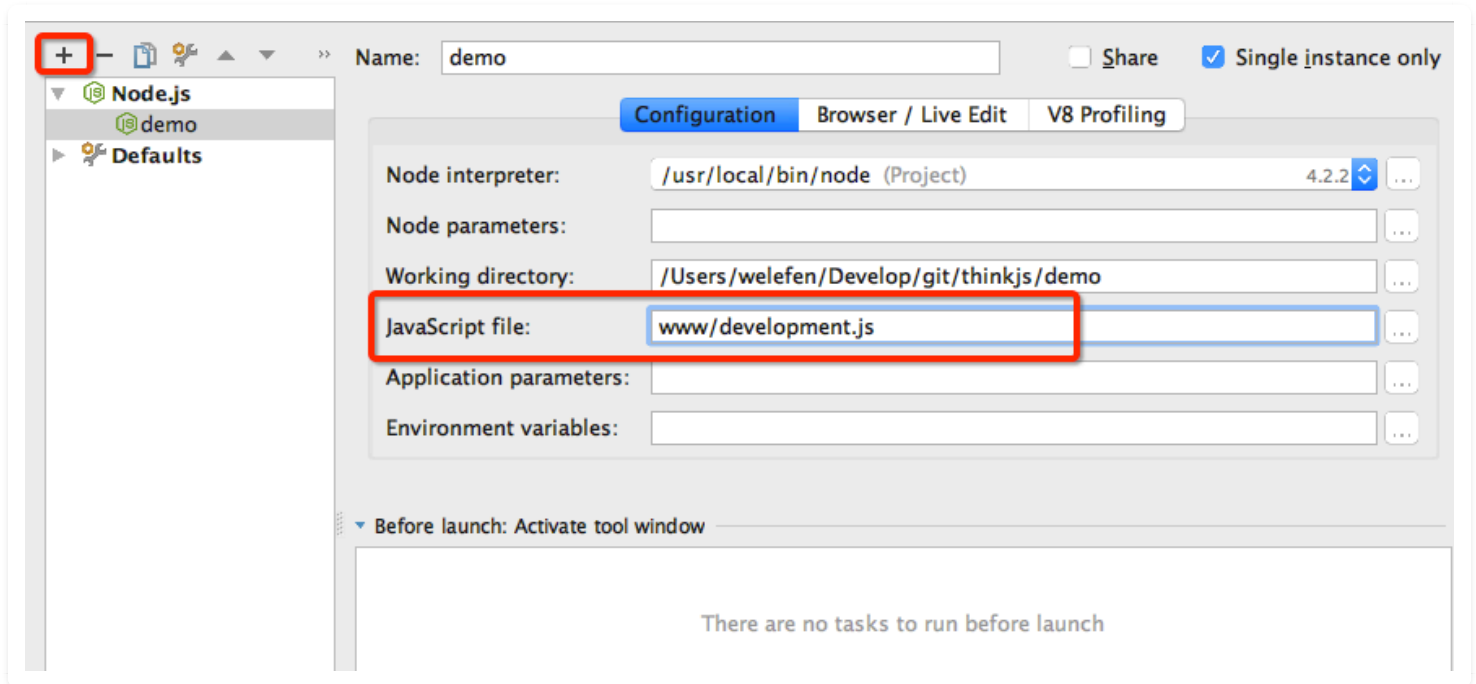 Name: demo Share Single instance only
Node.js
demo
Defaults
Configuration Browser / Live Edit V8 Profiling
Node interpreter: /usr/local/bin/node (Project) 4.2.2 ...
Node parameters: ...
Working directory: /Users/welefen/Develop/git/thinkjs/demo ...
JavaScript file: www/development.js ...
Application parameters: ...
Environment variables: ...
Before launch: Activate tool window
There are no tasks to run before launch